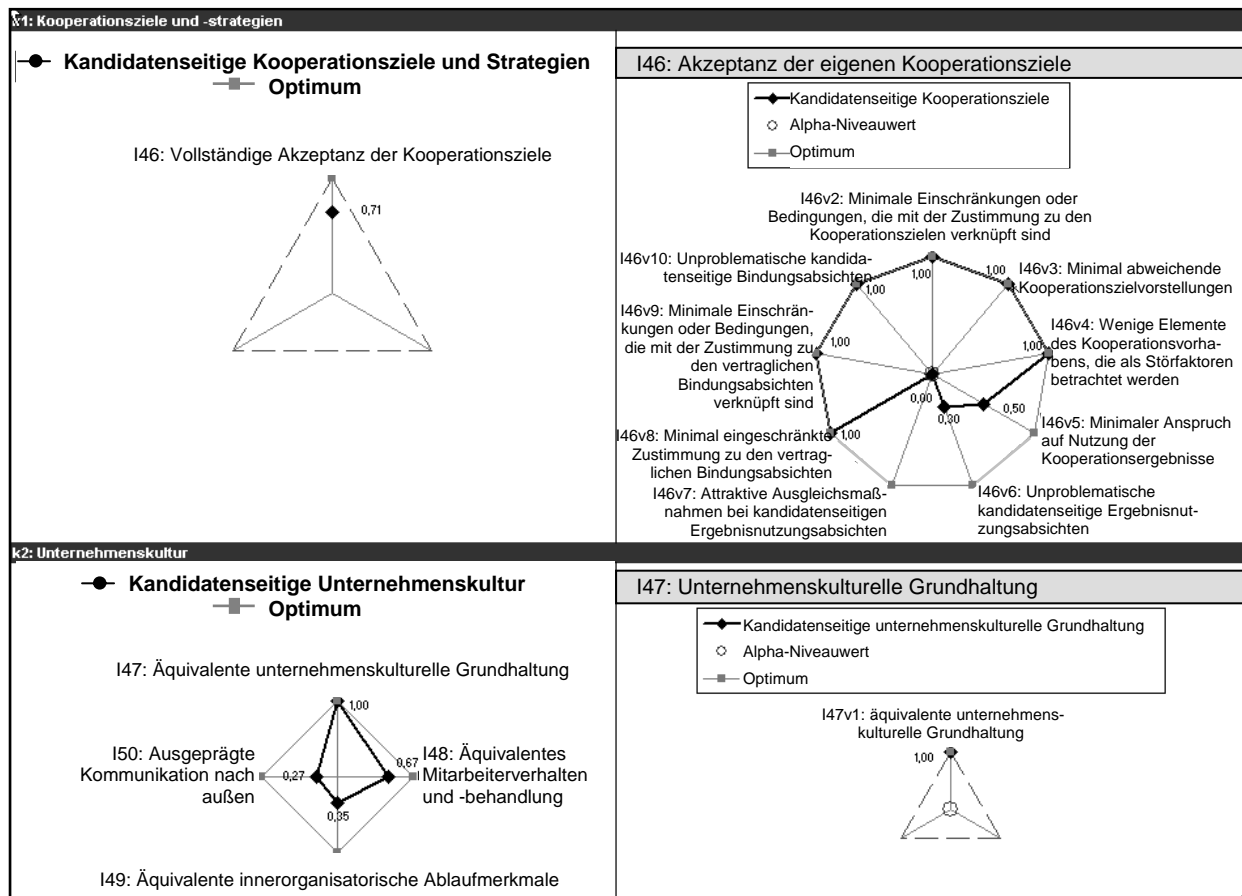 k1: Kooperationsziele und -strategien
Kandidatenseitige Kooperationsziele und Strategien
Optimum
I46: Vollständige Akzeptanz der Kooperationsziele
0,71
I46: Akzeptanz der eigenen Kooperationsziele
Kandidatenseitige Kooperationsziele
Alpha-Niveauwert
Optimum
I46v2: Minimale Einschränkungen oder
Bedingungen, die mit der Zustimmung zu den
Kooperationszielen verknüpft sind
1,00
I46v3: Minimal abweichende
Kooperationszielvorstellungen
1,00
I46v4: Wenige Elemente
des Kooperationsvorha-
bens, die als Störfaktoren
betrachtet werden
1,00
I46v5: Minimaler Anspruch
auf Nutzung der
Kooperationsergebnisse
0,50
I46v6: Unproblematische
kandidatenseitige Ergebnisnut-
zungsabsichten
0,30
I46v7: Attraktive Ausgleichsmaß-
nahmen bei kandidatenseitigen
Ergebnisnutzungsabsichten
0,00
I46v8: Minimal eingeschränkte
Zustimmung zu den vertrag-
lichen Bindungsabsichten
1,00
I46v9: Minimale Einschrän-
kungen oder Bedingungen,
die mit der Zustimmung zu
den vertraglichen
Bindungsabsichten
verknüpft sind
1,00
I46v10: Unproblematische kandida-
tenseitige Bindungsabsichten
1,00
k2: Unternehmenskultur
Kandidatenseitige Unternehmenskultur
Optimum
I47: Äquivalente unternehmenskulturelle Grundhaltung
1,00
I48: Äquivalentes
Mitarbeiterverhalten
und -behandlung
0,67
I49: Äquivalente innerorganisatorische Ablaufmerkmale
0,35
I50: Ausgeprägte
Kommunikation nach
außen
0,27
I47: Unternehmenskulturelle Grundhaltung
Kandidatenseitige unternehmenskulturelle Grundhaltung
Alpha-Niveauwert
Optimum
I47v1: äquivalente unternehmens-
kulturelle Grundhaltung
1,00